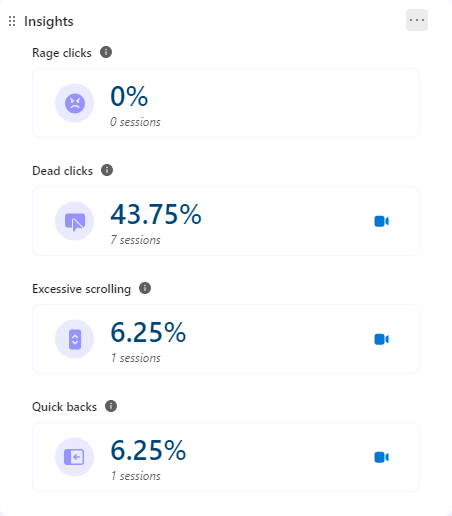 Insights
Rage clicks
0%
0 sessions
Dead clicks
43.75%
7 sessions
Excessive scrolling
6.25%
1 sessions
Quick backs
6.25%
1 sessions